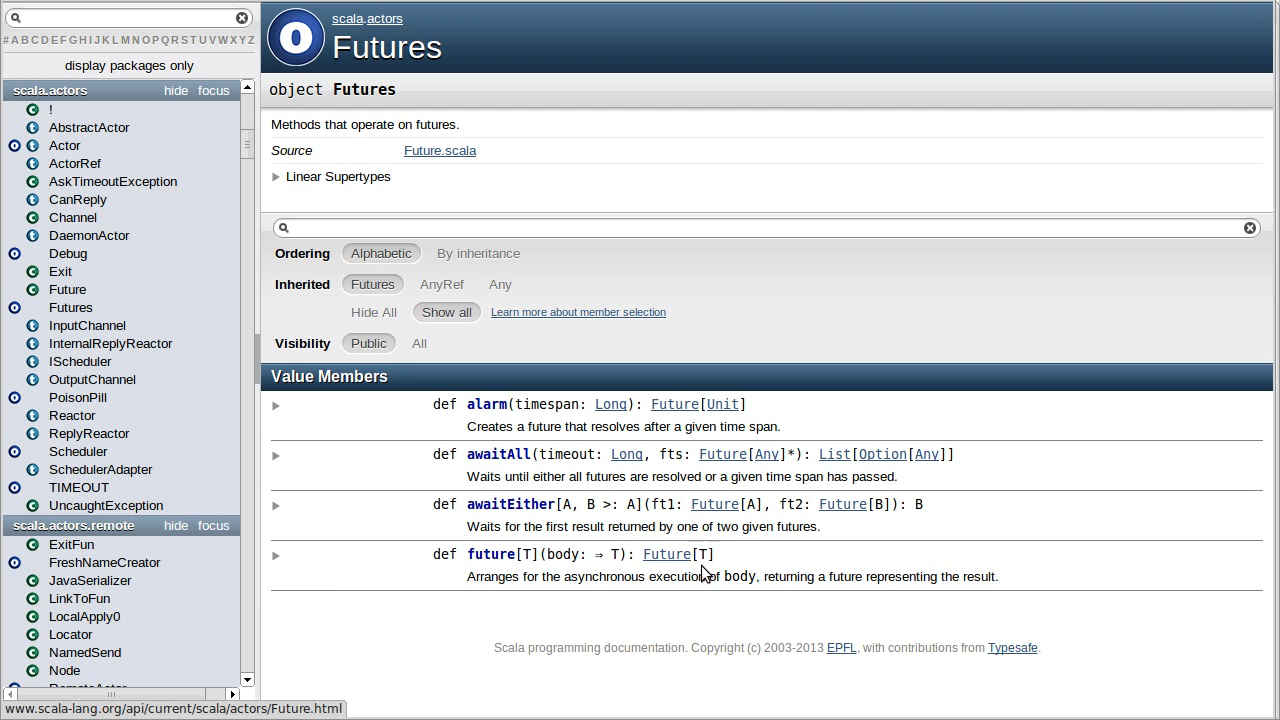 #ABCDEFGHIJKLMNOPQRSTUVWXYZ
display packages only
scala.actors hide focus
!
AbstractActor
Actor
ActorRef
AskTimeoutException
CanReply
Channel
DaemonActor
Debug
Exit
Future
Futures
InputChannel
InternalReplyReactor
IScheduler
OutputChannel
PoisonPill
Reactor
ReplyReactor
Scheduler
SchedulerAdapter
TIMEOUT
UncaughtException
scala.actors.remote hide focus
ExitFun
FreshNameCreator
JavaSerializer
LinkToFun
LocalApply0
Locator
NamedSend
Node
RemoteActor
www.scala-lang.org/api/current/scala/actors/Future.html
scala.actors
Futures
object Futures
Methods that operate on futures.
Source Future.scala
Linear Supertypes
Ordering Alphabetic By inheritance
Inherited Futures AnyRef Any
Hide All Show all Learn more about member selection
Visibility Public All
Value Members
def alarm(timespan: Long): Future[Unit]
Creates a future that resolves after a given time span.
def awaitAll(timeout: Long, fts: Future[Any]*): List[Option[Any]]
Waits until either all futures are resolved or a given time span has passed.
def awaitEither[A, B >: A](ft1: Future[A], ft2: Future[B]): B
Waits for the first result returned by one of two given futures.
def future[T](body: ⇒ T): Future[T]
Arranges for the asynchronous execution of body, returning a future representing the result.
Scala programming documentation. Copyright (c) 2003-2013 EPFL, with contributions from Typesafe.